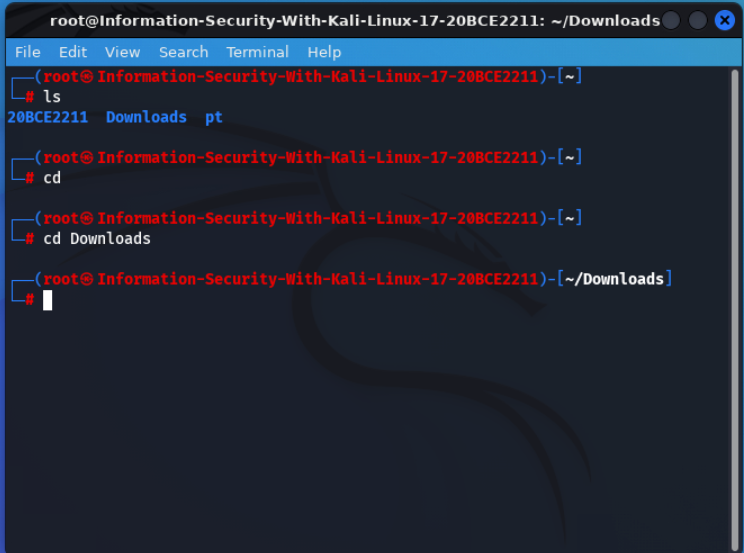 root@Information-Security-With-Kali-Linux-17-20BCE2211: ~/Downloads
File Edit View Search Terminal Help
┌──(root㉿Information-Security-With-Kali-Linux-17-20BCE2211)-[~]
└─# ls
20BCE2211 Downloads pt
┌──(root㉿Information-Security-With-Kali-Linux-17-20BCE2211)-[~]
└─# cd
┌──(root㉿Information-Security-With-Kali-Linux-17-20BCE2211)-[~]
└─# cd Downloads
┌──(root㉿Information-Security-With-Kali-Linux-17-20BCE2211)-[~/Downloads]
└─#